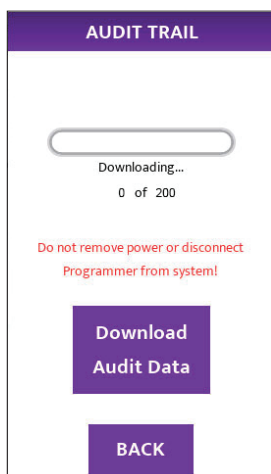 AUDIT TRAIL
Downloading...
0 of 200
Do not remove power or disconnect
Programmer from system!
Download
Audit Data
BACK